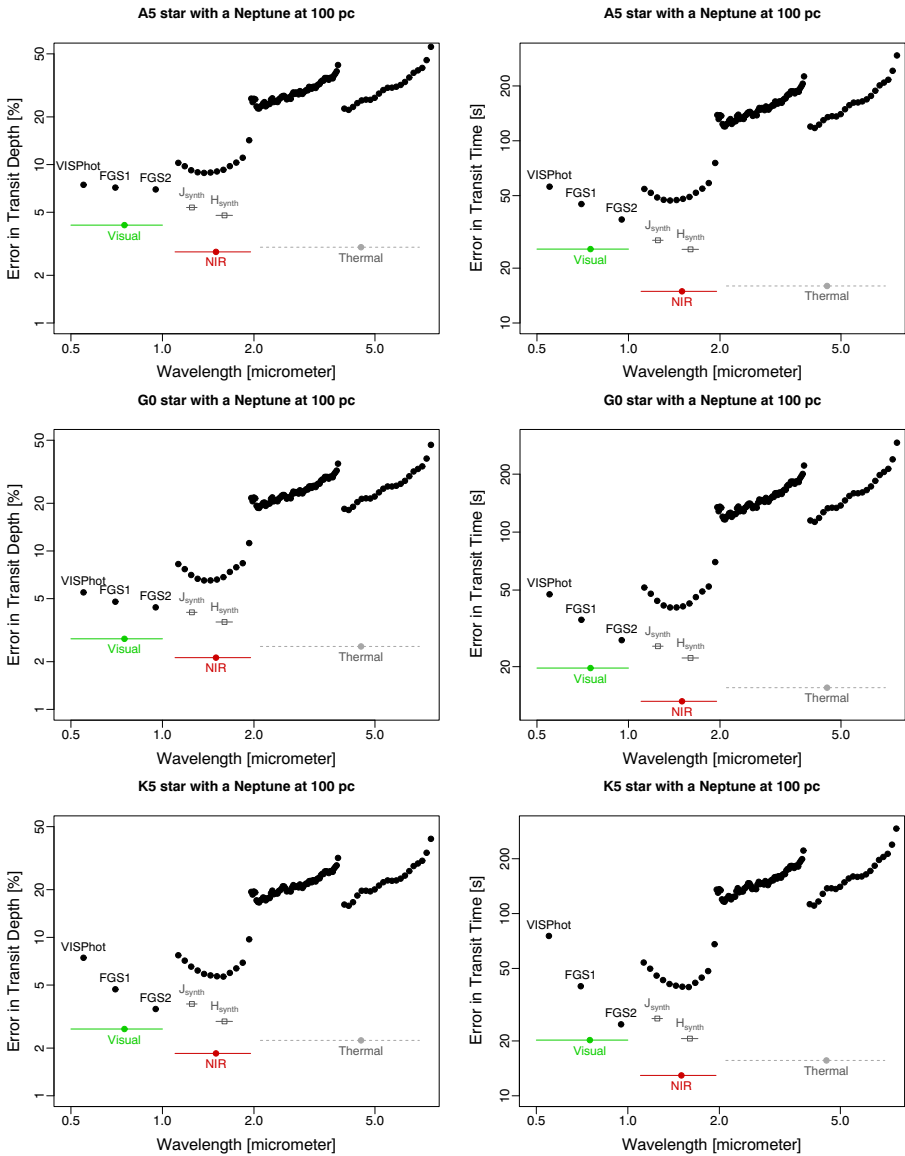 A5 star with a Neptune at 100 pc
Error in Transit Depth [%]
50
20
10
5
2
1
VISPhot
FGS1
FGS2
Jsynth
Hsynth
Visual
NIR
Thermal
0.5 1.0 2.0 5.0
Wavelength [micrometer]
A5 star with a Neptune at 100 pc
Error in Transit Time [s]
200
100
50
20
10
VISPhot
FGS1
FGS2
Jsynth
Hsynth
Visual
NIR
Thermal
0.5 1.0 2.0 5.0
Wavelength [micrometer]
G0 star with a Neptune at 100 pc
Error in Transit Depth [%]
50
20
10
5
2
1
VISPhot
FGS1
FGS2
Jsynth
Hsynth
Visual
NIR
Thermal
0.5 1.0 2.0 5.0
Wavelength [micrometer]
G0 star with a Neptune at 100 pc
Error in Transit Time [s]
200
100
50
20
VISPhot
FGS1
FGS2
Jsynth
Hsynth
Visual
NIR
Thermal
0.5 1.0 2.0 5.0
Wavelength [micrometer]
K5 star with a Neptune at 100 pc
Error in Transit Depth [%]
50
20
10
5
2
1
VISPhot
FGS1
FGS2
Jsynth
Hsynth
Visual
NIR
Thermal
0.5 1.0 2.0 5.0
Wavelength [micrometer]
K5 star with a Neptune at 100 pc
Error in Transit Time [s]
200
100
50
20
10
VISPhot
FGS1
FGS2
Jsynth
Hsynth
Visual
NIR
Thermal
0.5 1.0 2.0 5.0
Wavelength [micrometer]